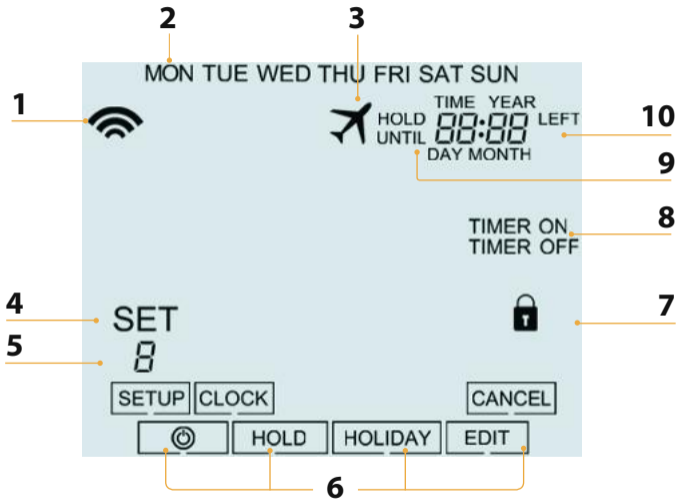 2 3
MON TUE WED THU FRI SAT SUN
1 TIME YEAR
HOLD 88:88 LEFT 10
UNTIL
DAY MONTH 9
TIMER ON 8
TIMER OFF
4 SET 7
5 8
SETUP CLOCK CANCEL
HOLD HOLIDAY EDIT
6